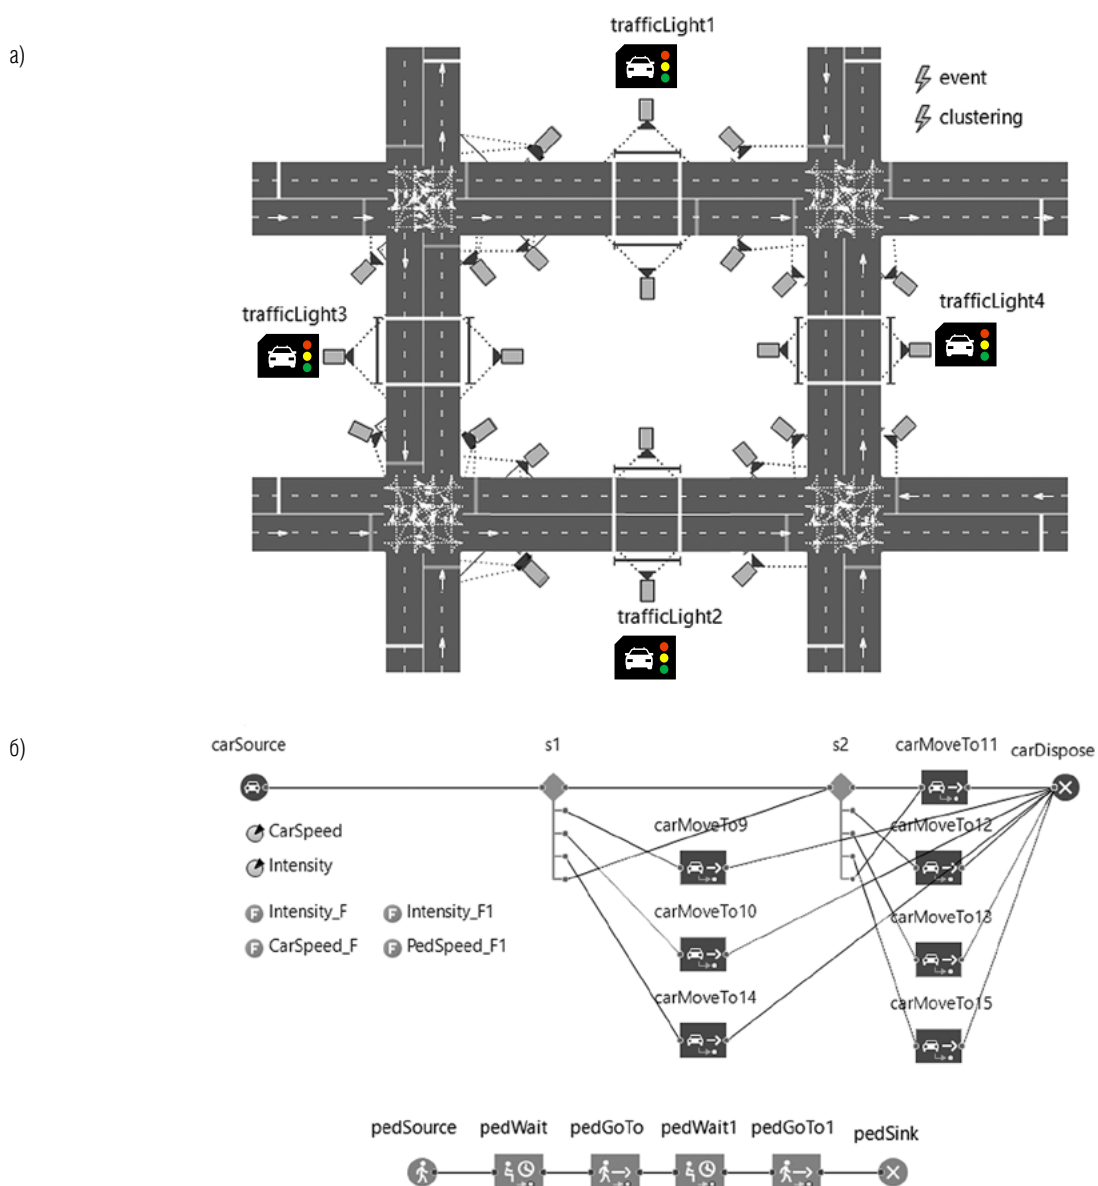 а)
trafficLight1
event
clustering
trafficLight3
trafficLight4
trafficLight2
б)
carSource
s1
s2
carMoveTo11
carDispose
CarSpeed
carMoveTo9
carMoveTo12
Intensity
Intensity_F
Intensity_F1
carMoveTo10
carMoveTo13
CarSpeed_F
PedSpeed_F1
carMoveTo14
carMoveTo15
pedSource
pedWait
pedGoTo
pedWait1
pedGoTo1
pedSink